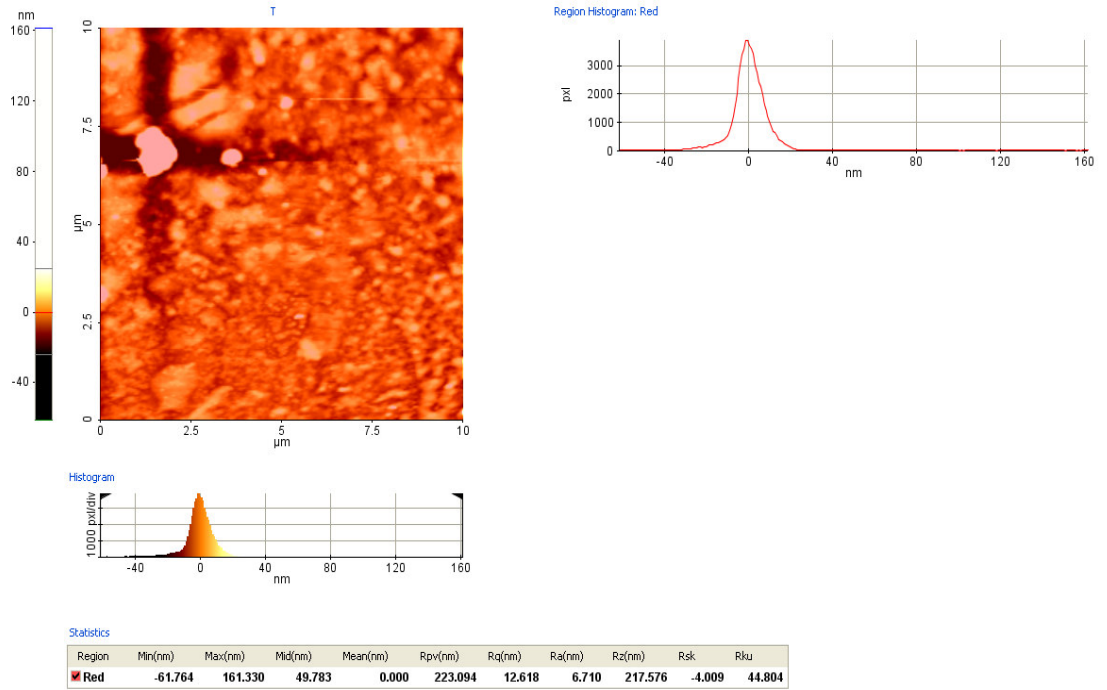 nm
160
120
80
40
0
-40
T
10
7.5
5
2.5
0
µm
0 2.5 5 7.5 10
µm
Region Histogram: Red
3000
2000
1000
0
pxl
-40 0 40 80 120 160
nm
Histogram
1000 pxl/div
-40 0 40 80 120 160
nm
Statistics
Region Min(nm) Max(nm) Mid(nm) Mean(nm) Rpv(nm) Rq(nm) Ra(nm) Rz(nm) Rsk Rku
Red -61.764 161.330 49.783 0.000 223.094 12.618 6.710 217.576 -4.009 44.804